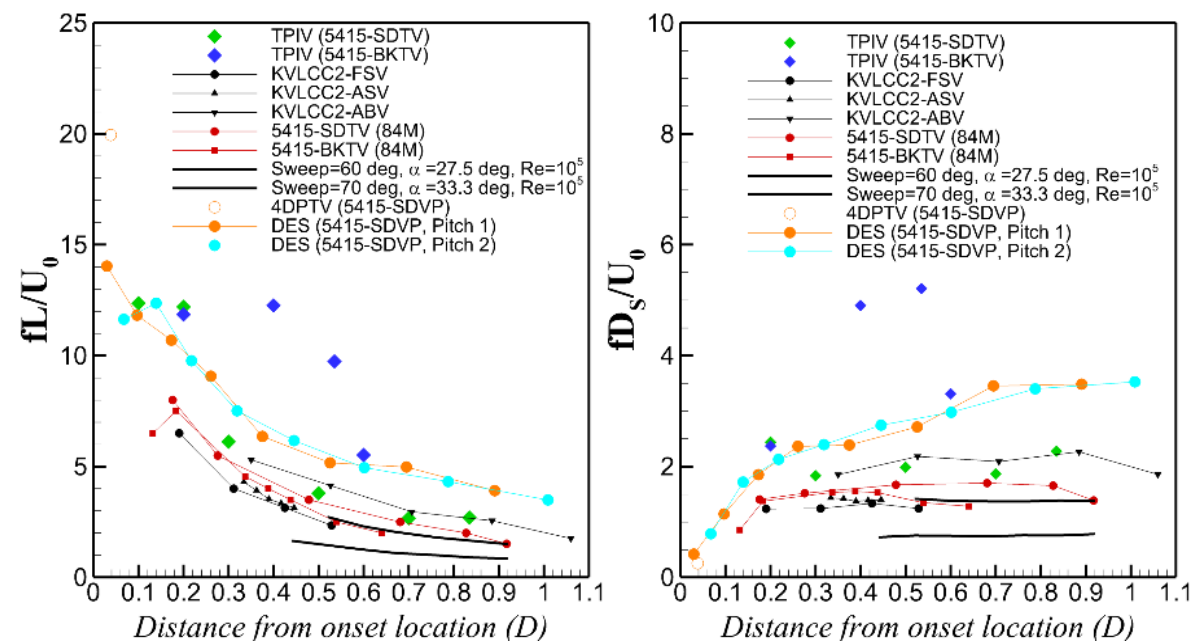 25
20
15
10
5
0
fL/U₀
TPIV (5415-SDTV)
TPIV (5415-BKTV)
KVLCC2-FSV
KVLCC2-ASV
KVLCC2-ABV
5415-SDTV (84M)
5415-BKTV (84M)
Sweep=60 deg, α =27.5 deg, Re=10⁵
Sweep=70 deg, α =33.3 deg, Re=10⁵
4DPTV (5415-SDVP)
DES (5415-SDVP, Pitch 1)
DES (5415-SDVP, Pitch 2)
0 0.1 0.2 0.3 0.4 0.5 0.6 0.7 0.8 0.9 1 1.1
Distance from onset location (D)
10
8
6
4
2
0
fDₛ/U₀
TPIV (5415-SDTV)
TPIV (5415-BKTV)
KVLCC2-FSV
KVLCC2-ASV
KVLCC2-ABV
5415-SDTV (84M)
5415-BKTV (84M)
Sweep=60 deg, α =27.5 deg, Re=10⁵
Sweep=70 deg, α =33.3 deg, Re=10⁵
4DPTV (5415-SDVP)
DES (5415-SDVP, Pitch 1)
DES (5415-SDVP, Pitch 2)
0 0.1 0.2 0.3 0.4 0.5 0.6 0.7 0.8 0.9 1 1.1
Distance from onset location (D)